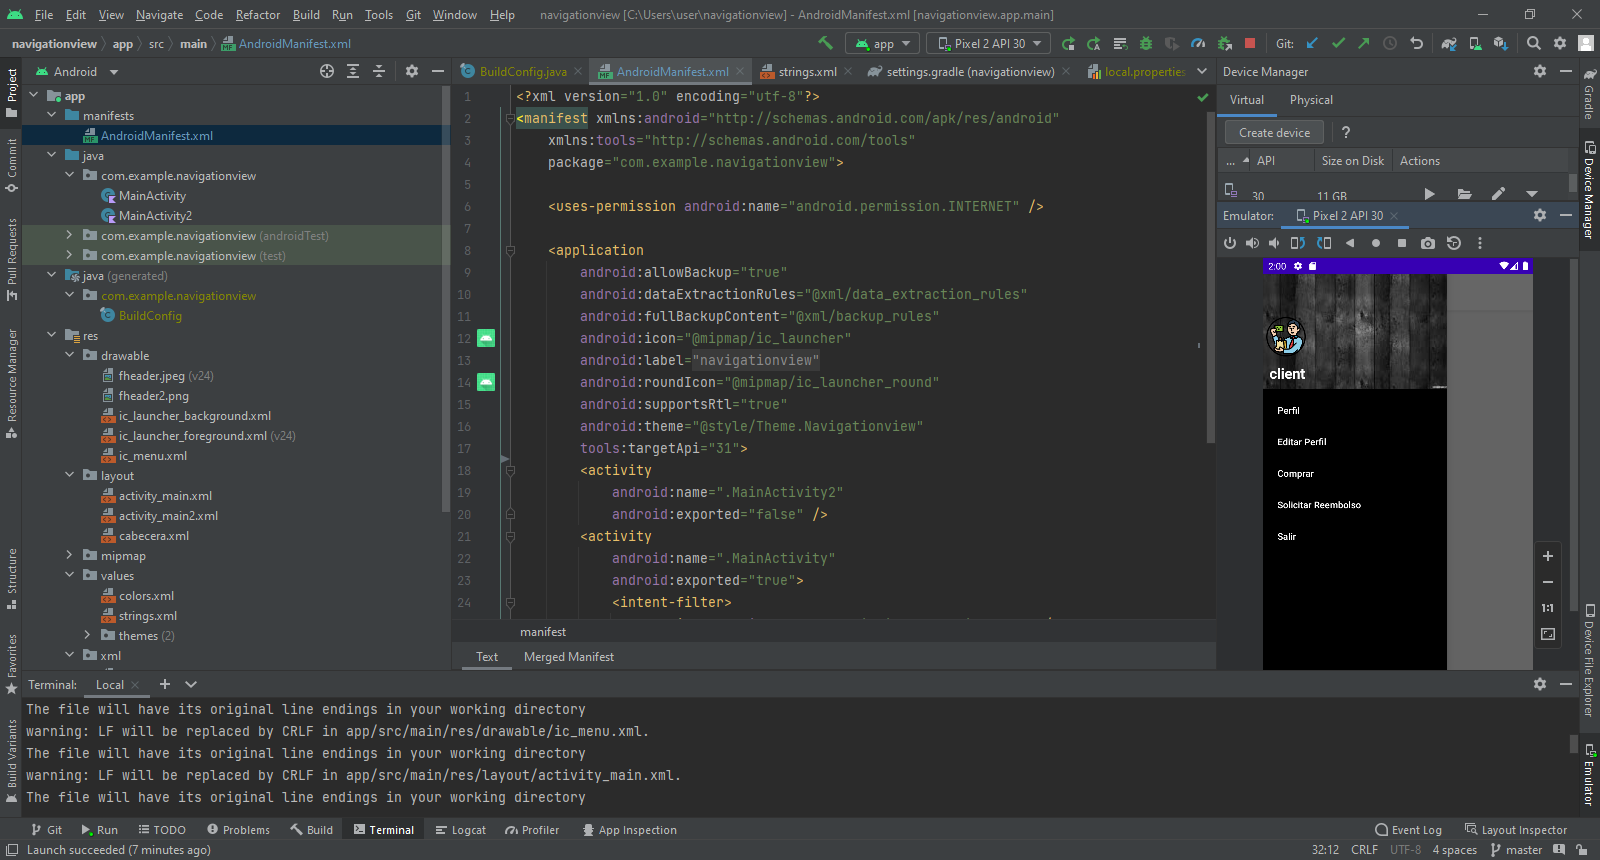 File Edit View Navigate Code Refactor Build Run Tools Git Window Help navigationview [C:\Users\user\navigationview] - AndroidManifest.xml [navigationview.app.main]
navigationview app src main AndroidManifest.xml app Pixel 2 API 30 Git:
Project
Commit
Pull Requests
Resource Manager
Structure
Favorites
Build Variants
Android
app
manifests
AndroidManifest.xml
java
com.example.navigationview
MainActivity
MainActivity2
com.example.navigationview (androidTest)
com.example.navigationview (test)
java (generated)
com.example.navigationview
BuildConfig
res
drawable
fheader.jpeg (v24)
fheader2.png
ic_launcher_background.xml
ic_launcher_foreground.xml (v24)
ic_menu.xml
layout
activity_main.xml
activity_main2.xml
cabecera.xml
mipmap
values
colors.xml
strings.xml
themes (2)
xml
BuildConfig.java AndroidManifest.xml strings.xml settings.gradle (navigationview) local.properties
1 <?xml version="1.0" encoding="utf-8"?>
2 <manifest xmlns:android="http://schemas.android.com/apk/res/android"
3 xmlns:tools="http://schemas.android.com/tools"
4 package="com.example.navigationview">
5
6 <uses-permission android:name="android.permission.INTERNET" />
7
8 <application
9 android:allowBackup="true"
10 android:dataExtractionRules="@xml/data_extraction_rules"
11 android:fullBackupContent="@xml/backup_rules"
12 android:icon="@mipmap/ic_launcher"
13 android:label="navigationview"
14 android:roundIcon="@mipmap/ic_launcher_round"
15 android:supportsRtl="true"
16 android:theme="@style/Theme.Navigationview"
17 tools:targetApi="31">
18 <activity
19 android:name=".MainActivity2"
20 android:exported="false" />
21 <activity
22 android:name=".MainActivity"
23 android:exported="true">
24 <intent-filter>
manifest
Text Merged Manifest
Device Manager
Virtual Physical
Create device ?
... API Size on Disk Actions
30 11 GB
Emulator: Pixel 2 API 30
2:00
client
Perfil
Editar Perfil
Comprar
Solicitar Reembolso
Salir
1:1
Gradle
Device Manager
Device File Explorer
Emulator
Terminal: Local
The file will have its original line endings in your working directory
warning: LF will be replaced by CRLF in app/src/main/res/drawable/ic_menu.xml.
The file will have its original line endings in your working directory
warning: LF will be replaced by CRLF in app/src/main/res/layout/activity_main.xml.
The file will have its original line endings in your working directory
Git Run TODO Problems Build Terminal Logcat Profiler App Inspection Event Log Layout Inspector
Launch succeeded (7 minutes ago) 32:12 CRLF UTF-8 4 spaces master